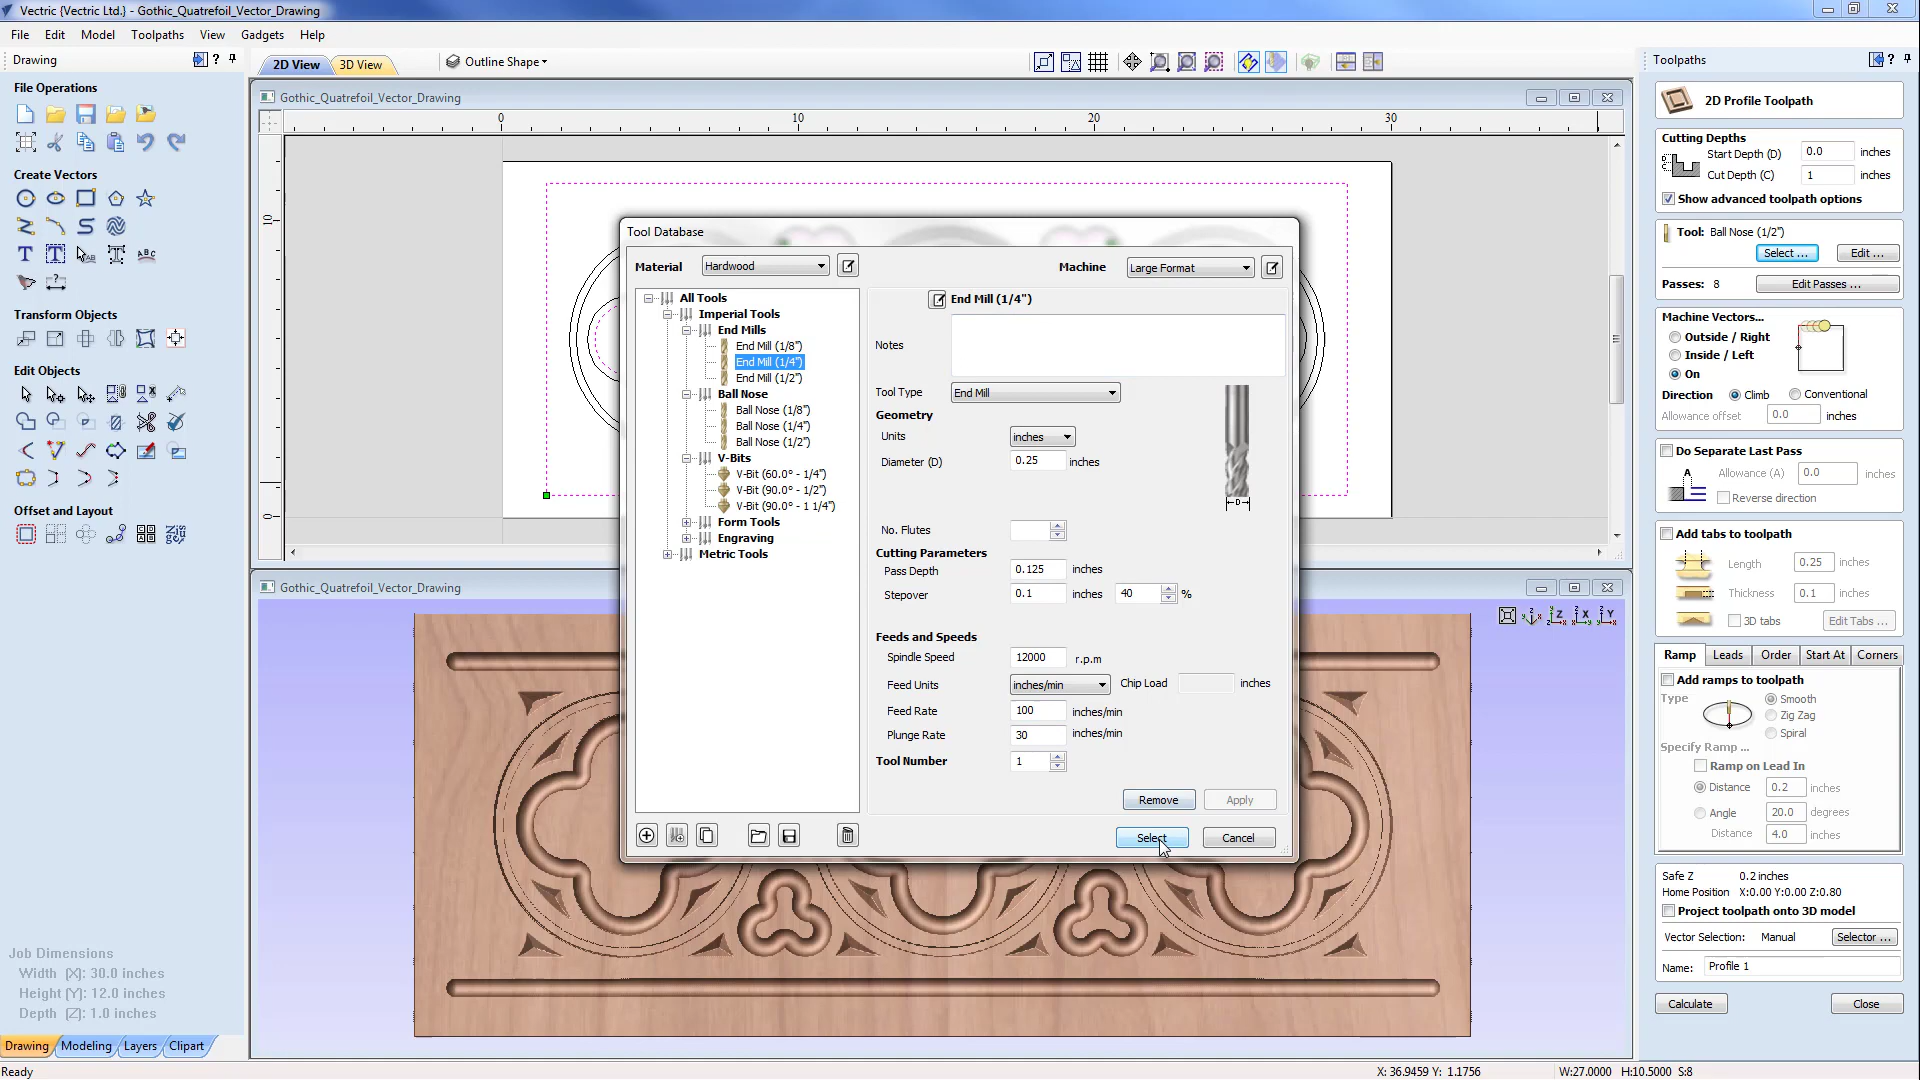 Vectric {Vectric Ltd.} - Gothic_Quatrefoil_Vector_Drawing
File Edit Model Toolpaths View Gadgets Help
Drawing
File Operations
Create Vectors
Transform Objects
Edit Objects
Offset and Layout
Job Dimensions
Width (X): 30.0 inches
Height (Y): 12.0 inches
Depth (Z): 1.0 inches
Drawing Modeling Layers Clipart
Ready
2D View 3D View Outline Shape
Gothic_Quatrefoil_Vector_Drawing
0 10 20 30
10
0
Tool Database
Material Hardwood
Machine Large Format
All Tools
Imperial Tools
End Mills
End Mill (1/8")
End Mill (1/4")
End Mill (1/2")
Ball Nose
Ball Nose (1/8")
Ball Nose (1/4")
Ball Nose (1/2")
V-Bits
V-Bit (60.0° - 1/4")
V-Bit (90.0° - 1/2")
V-Bit (90.0° - 1 1/4")
Form Tools
Engraving
Metric Tools
End Mill (1/4")
Notes
Tool Type End Mill
Geometry
Units inches
Diameter (D) 0.25 inches
D
No. Flutes
Cutting Parameters
Pass Depth 0.125 inches
Stepover 0.1 inches 40 %
Feeds and Speeds
Spindle Speed 12000 r.p.m
Feed Units inches/min Chip Load inches
Feed Rate 100 inches/min
Plunge Rate 30 inches/min
Tool Number 1
Remove Apply
Select Cancel
Gothic_Quatrefoil_Vector_Drawing
Toolpaths
2D Profile Toolpath
Cutting Depths
Start Depth (D) 0.0 inches
Cut Depth (C) 1 inches
Show advanced toolpath options
Tool: Ball Nose (1/2")
Select ... Edit ...
Passes: 8 Edit Passes ...
Machine Vectors...
Outside / Right
Inside / Left
On
Direction Climb Conventional
Allowance offset 0.0 inches
Do Separate Last Pass
A Allowance (A) 0.0 inches
Reverse direction
Add tabs to toolpath
Length 0.25 inches
Thickness 0.1 inches
3D tabs Edit Tabs ...
Ramp Leads Order Start At Corners
Add ramps to toolpath
Type Smooth
Zig Zag
Spiral
Specify Ramp ...
Ramp on Lead In
Distance 0.2 inches
Angle 20.0 degrees
Distance 4.0 inches
Safe Z 0.2 inches
Home Position X:0.00 Y:0.00 Z:0.80
Project toolpath onto 3D model
Vector Selection: Manual Selector ...
Name: Profile 1
Calculate Close
X: 36.9459 Y: 1.1756 W:27.0000 H:10.5000 S:8